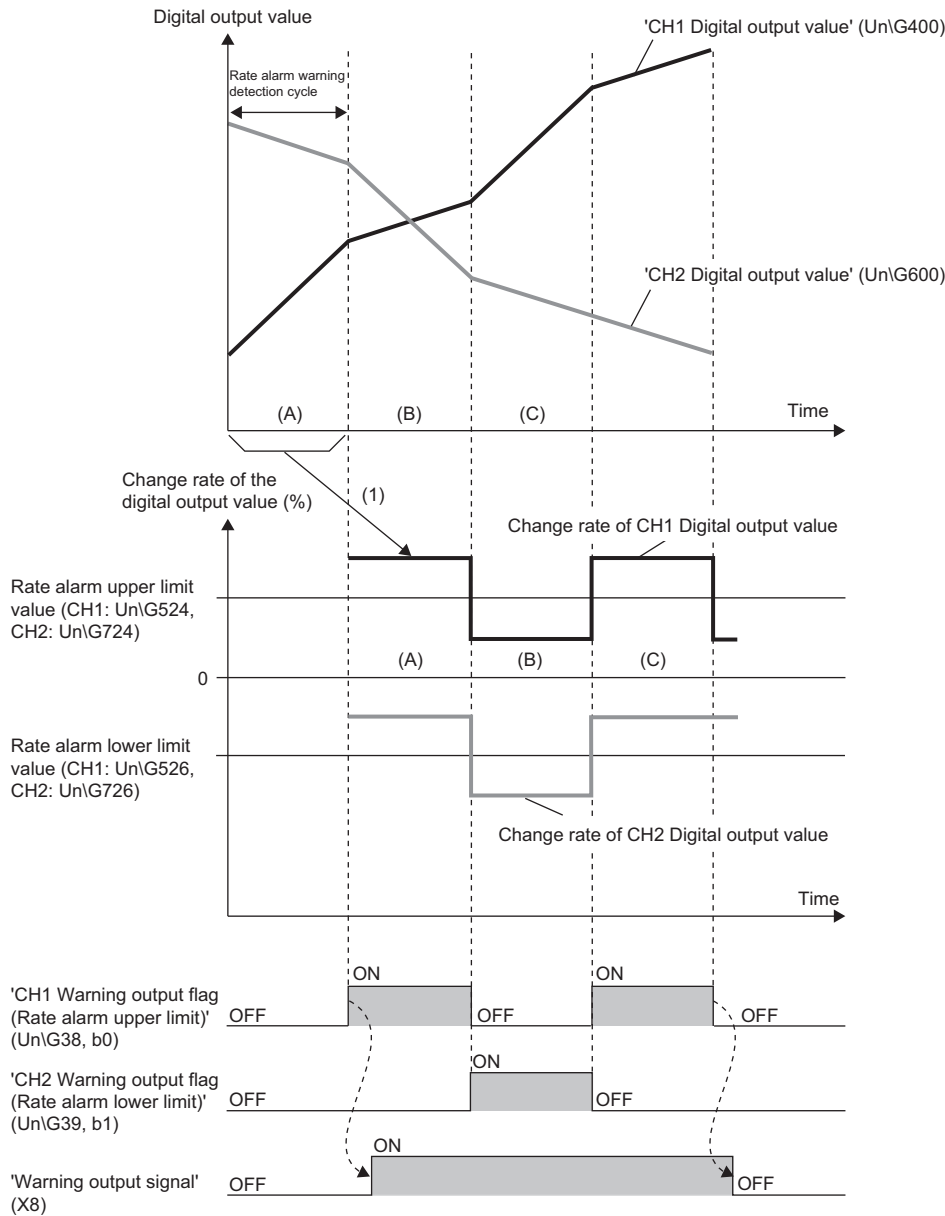 Digital output value
'CH1 Digital output value' (Un\G400)
Rate alarm warning
detection cycle
'CH2 Digital output value' (Un\G600)
(A)
(B)
(C)
Time
Change rate of the
digital output value (%)
(1)
Change rate of CH1 Digital output value
Rate alarm upper limit
value (CH1: Un\G524,
CH2: Un\G724)
(A)
(B)
(C)
0
Rate alarm lower limit
value (CH1: Un\G526,
CH2: Un\G726)
Change rate of CH2 Digital output value
Time
ON
ON
'CH1 Warning output flag
(Rate alarm upper limit)'
(Un\G38, b0)
OFF
OFF
OFF
ON
'CH2 Warning output flag
(Rate alarm lower limit)'
(Un\G39, b1)
OFF
OFF
ON
'Warning output signal'
(X8)
OFF
OFF